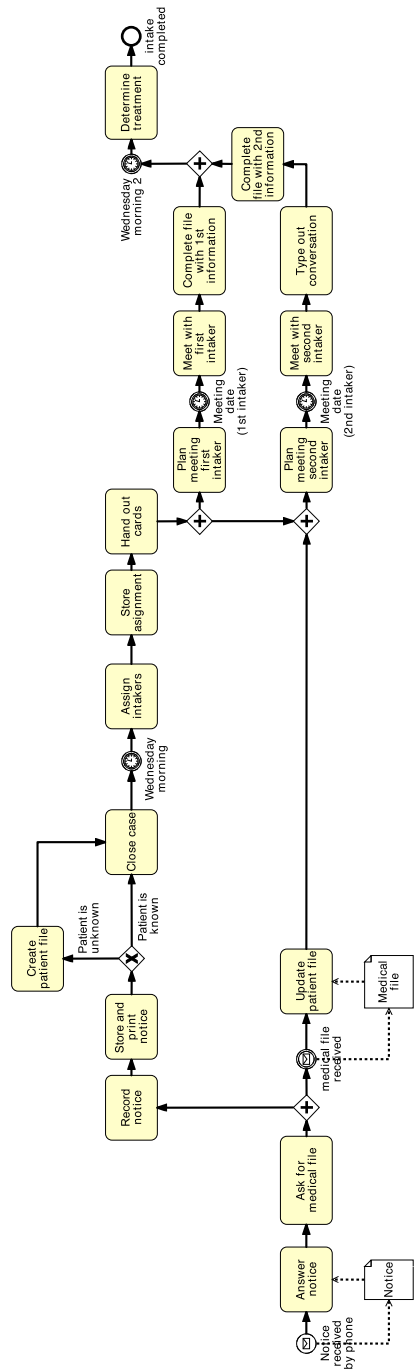 Notice
received
by phone
Answer
notice
Notice
Ask for
medical file
medical file
received
Update
patient file
Medical
file
Record
notice
Store and
print
notice
Patient is
unknown
Patient is
known
Create
patient file
Close case
Wednesday
morning
Assign
intakers
Store
asignment
Hand out
cards
Plan
meeting
first
intaker
Meeting
date
(1st intaker)
Meet with
first
intaker
Complete file
with 1st
information
Plan
meeting
second
intaker
Meeting
date
(2nd intaker)
Meet with
second
intaker
Type out
conversation
Complete
file with 2nd
information
Wednesday
morning 2
Determine
treatment
intake
completed